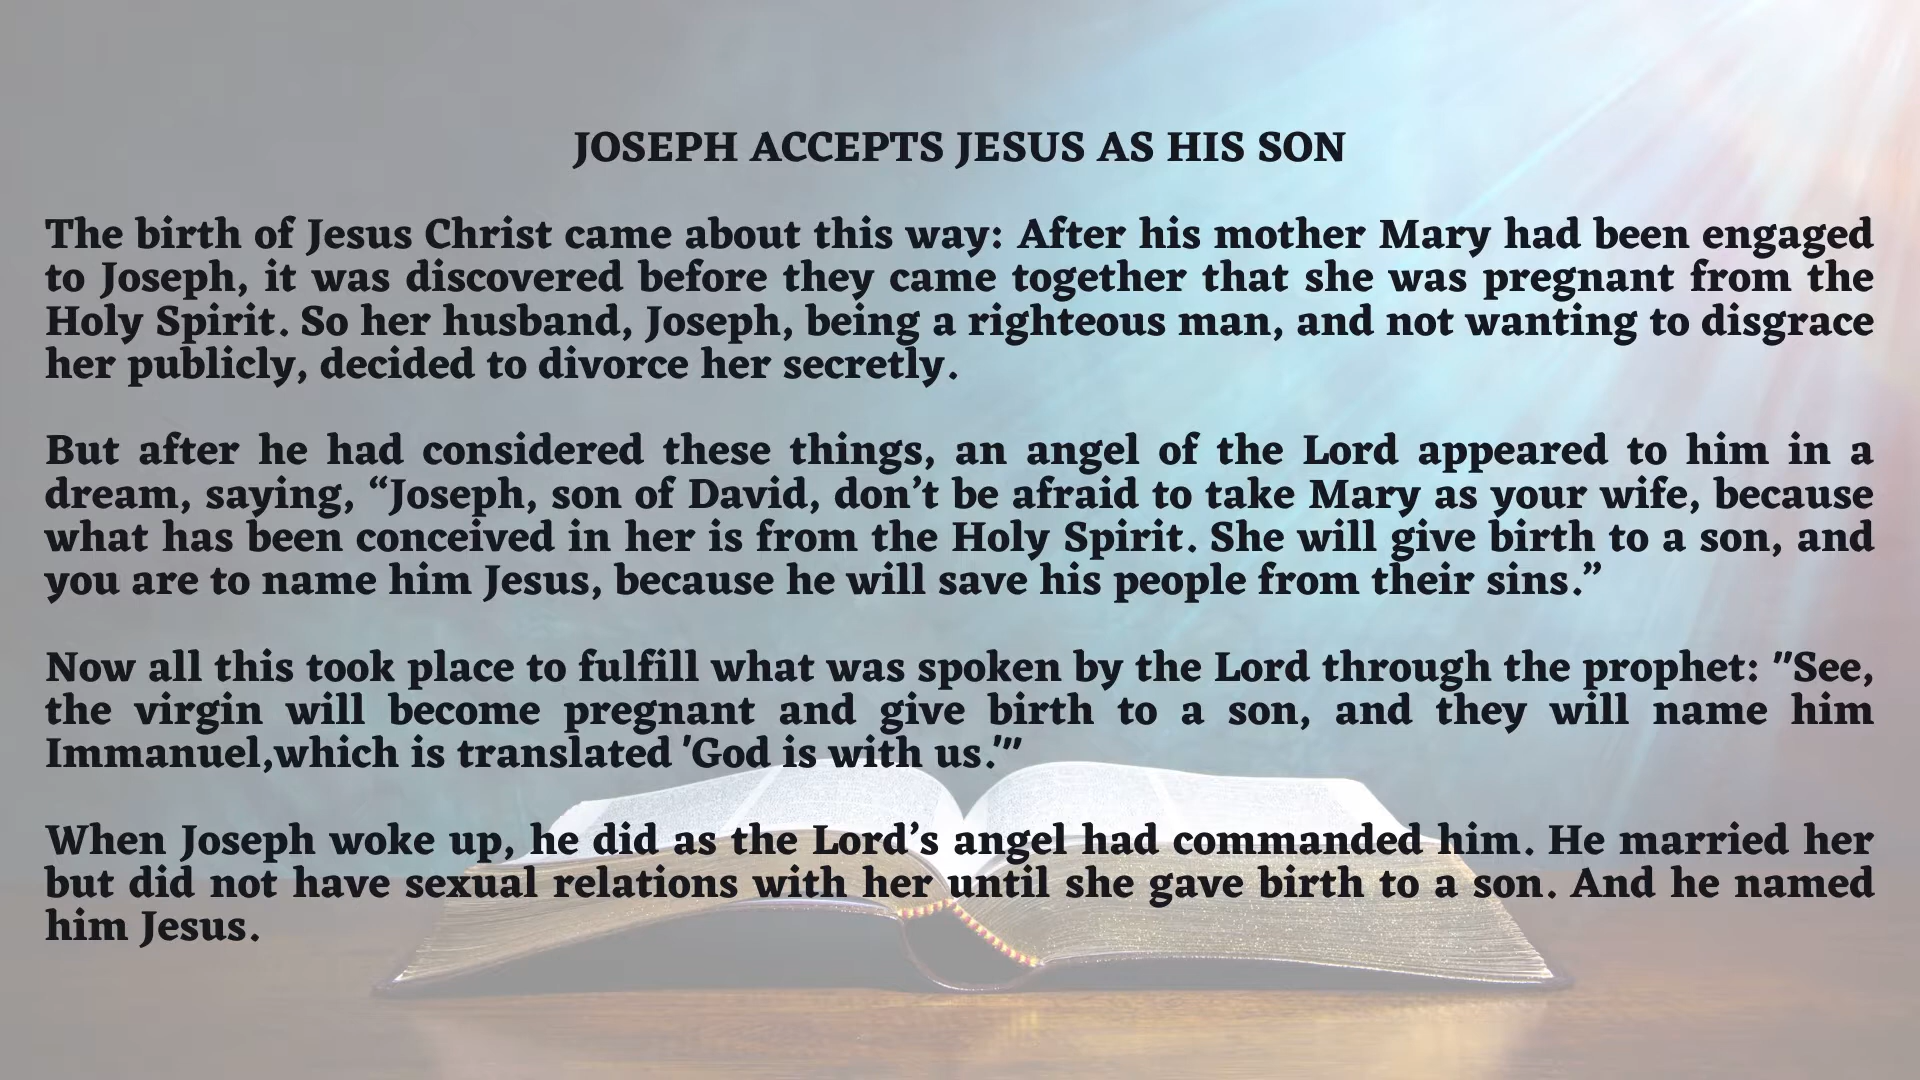 JOSEPH ACCEPTS JESUS AS HIS SON
The birth of Jesus Christ came about this way: After his mother Mary had been engaged
to Joseph, it was discovered before they came together that she was pregnant from the
Holy Spirit. So her husband, Joseph, being a righteous man, and not wanting to disgrace
her publicly, decided to divorce her secretly.
But after he had considered these things, an angel of the Lord appeared to him in a
dream, saying, “Joseph, son of David, don’t be afraid to take Mary as your wife, because
what has been conceived in her is from the Holy Spirit. She will give birth to a son, and
you are to name him Jesus, because he will save his people from their sins.”
Now all this took place to fulfill what was spoken by the Lord through the prophet: "See,
the virgin will become pregnant and give birth to a son, and they will name him
Immanuel,which is translated 'God is with us.'"
When Joseph woke up, he did as the Lord’s angel had commanded him. He married her
but did not have sexual relations with her until she gave birth to a son. And he named
him Jesus.